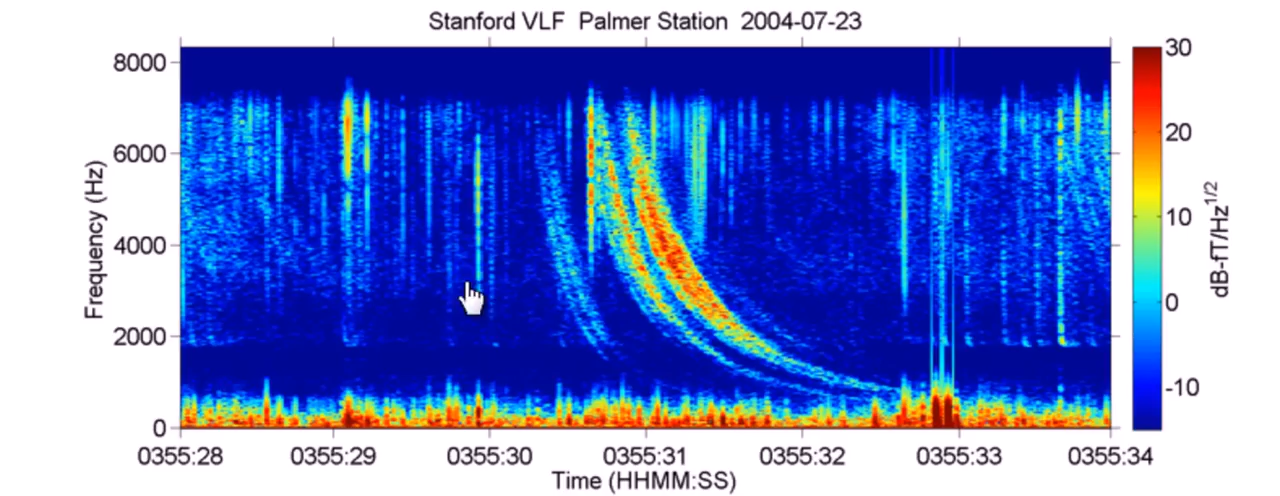 Stanford VLF Palmer Station 2004-07-23
8000
6000
4000
2000
0
Frequency (Hz)
0355:28 0355:29 0355:30 0355:31 0355:32 0355:33 0355:34
Time (HHMM:SS)
30
20
10
0
-10
dB-fT/Hz^1/2